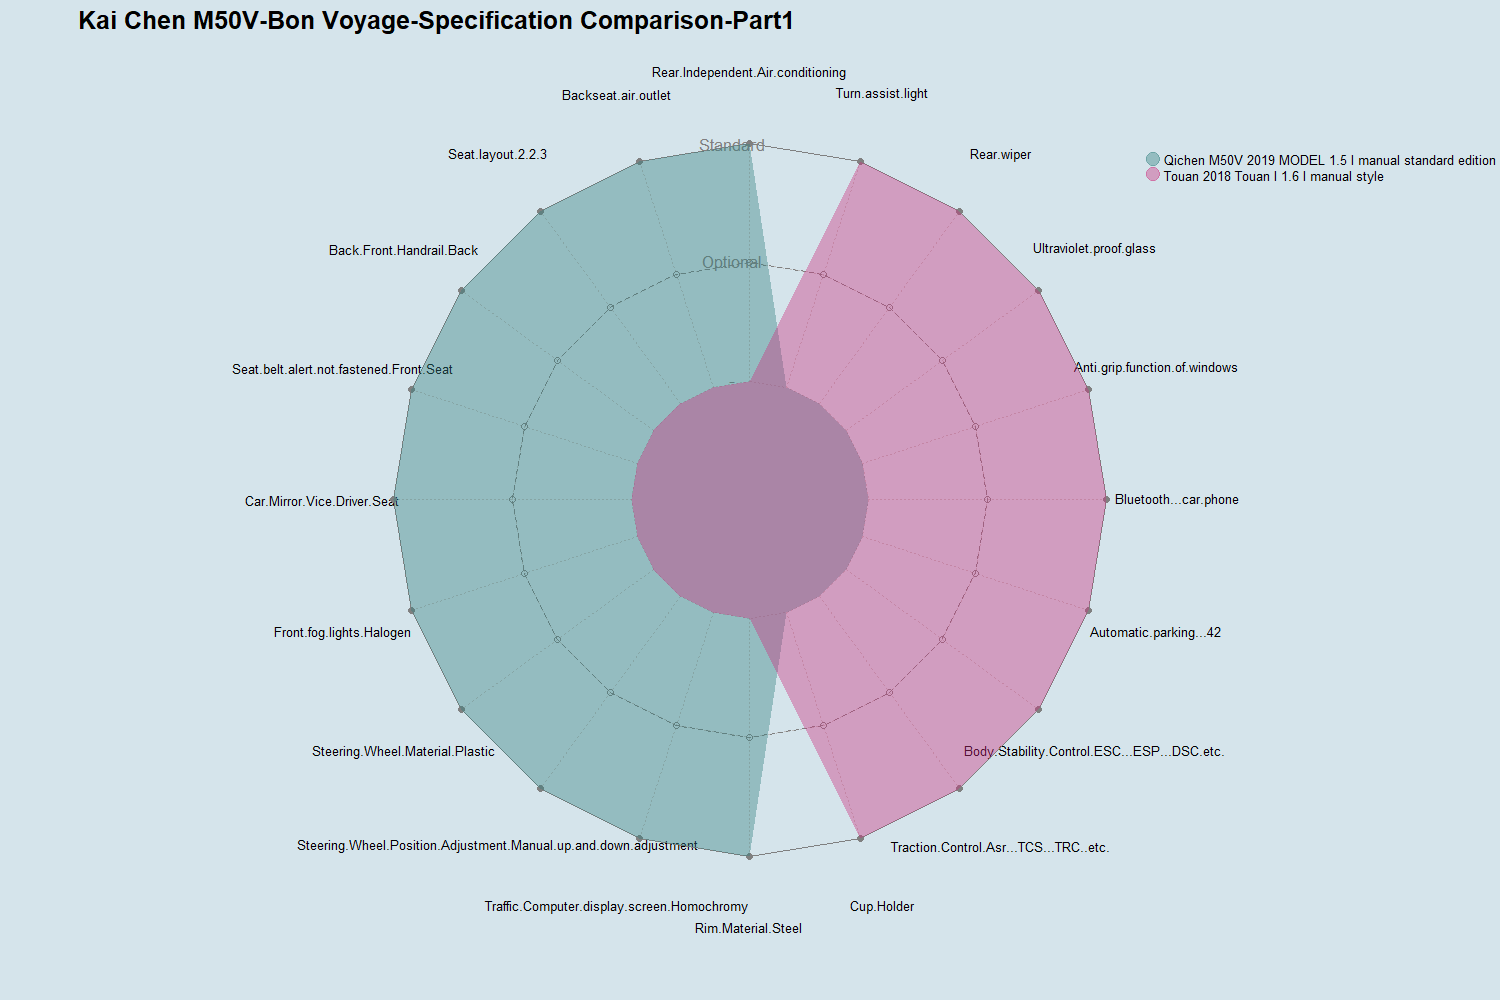 Kai Chen M50V-Bon Voyage-Specification Comparison-Part1
Rear.Independent.Air.conditioning
Backseat.air.outlet
Turn.assist.light
Standard
Seat.layout.2.2.3
Rear.wiper
Qichen M50V 2019 MODEL 1.5 l manual standard edition
Touan 2018 Touan l 1.6 l manual style
Back.Front.Handrail.Back
Ultraviolet.proof.glass
Optional
Seat.belt.alert.not.fastened.Front.Seat
Anti.grip.function.of.windows
-
Car.Mirror.Vice.Driver.Seat
Bluetooth...car.phone
Front.fog.lights.Halogen
Automatic.parking...42
Steering.Wheel.Material.Plastic
Body.Stability.Control.ESC...ESP...DSC.etc.
Steering.Wheel.Position.Adjustment.Manual.up.and.down.adjustment
Traction.Control.Asr...TCS...TRC..etc.
Traffic.Computer.display.screen.Homochromy
Cup.Holder
Rim.Material.Steel